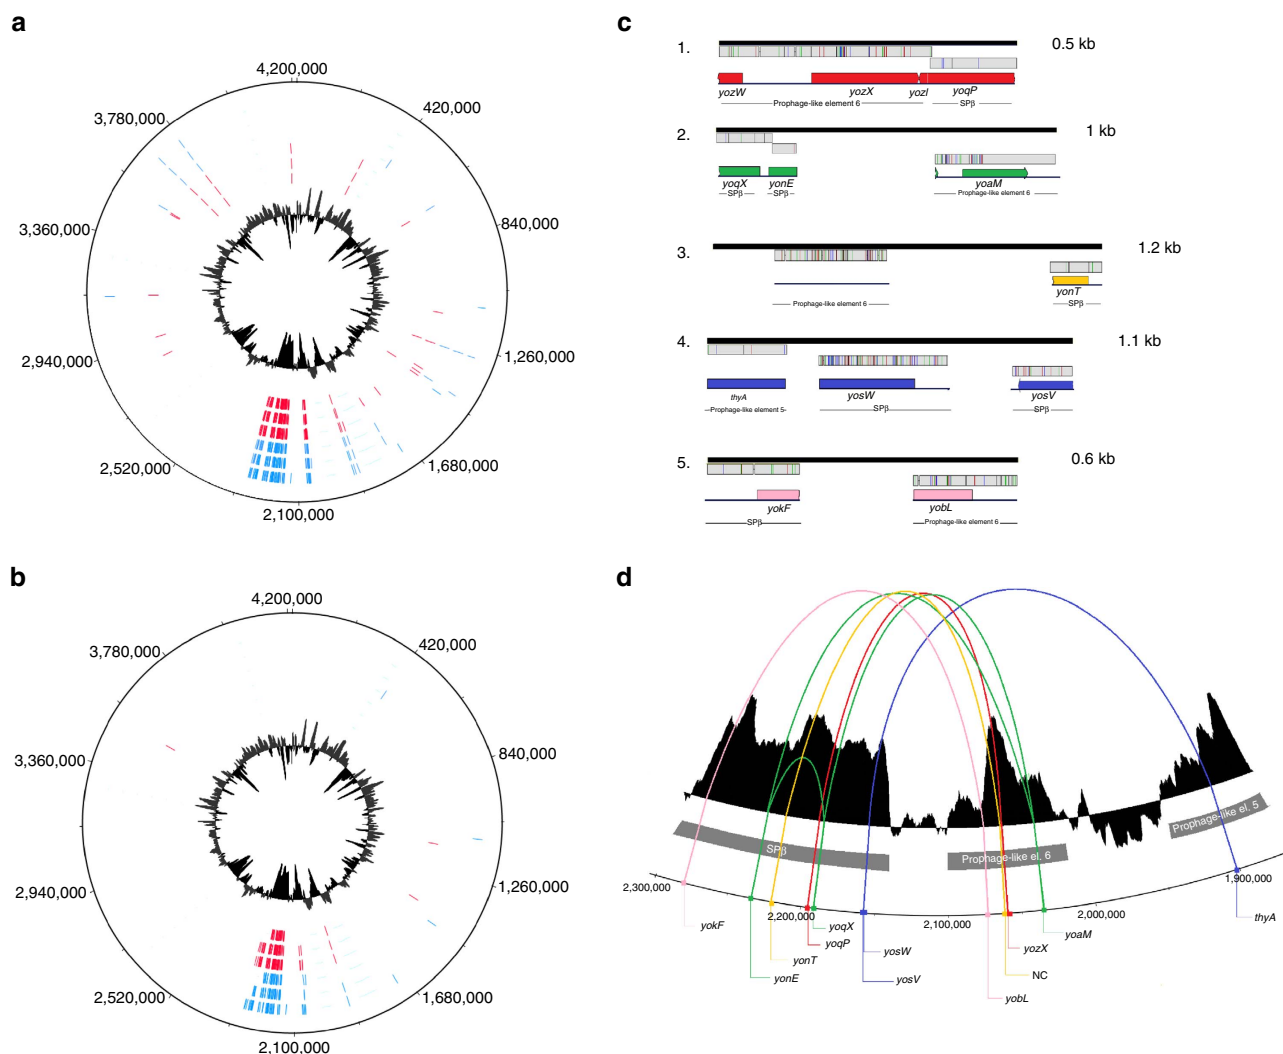 a
4,200,000
420,000
840,000
1,260,000
1,680,000
2,100,000
2,520,000
2,940,000
3,360,000
3,780,000
b
4,200,000
420,000
840,000
1,260,000
1,680,000
2,100,000
2,520,000
2,940,000
3,360,000
3,780,000
c
1.
0.5 kb
yozW
yozX
yozI
yoqP
Prophage-like element 6
SPβ
2.
1 kb
yoqX
yonE
yoaM
SPβ
SPβ
Prophage-like element 6
3.
1.2 kb
yonT
Prophage-like element 6
SPβ
4.
1.1 kb
thyA
yosW
yosV
Prophage-like element 5
SPβ
SPβ
5.
0.6 kb
yokF
yobL
SPβ
Prophage-like element 6
d
SPβ
Prophage-like el. 6
Prophage-like el. 5
2,300,000
2,200,000
2,100,000
2,000,000
1,900,000
yokF
yonE
yonT
yoqP
yoqX
yosW
yosV
yobL
NC
yozX
yoaM
thyA